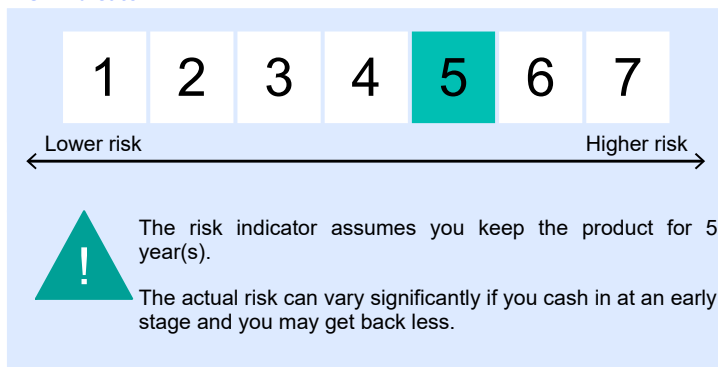 1 2 3 4 5 6 7
Lower risk Higher risk
!
The risk indicator assumes you keep the product for 5
year(s).
The actual risk can vary significantly if you cash in at an early
stage and you may get back less.